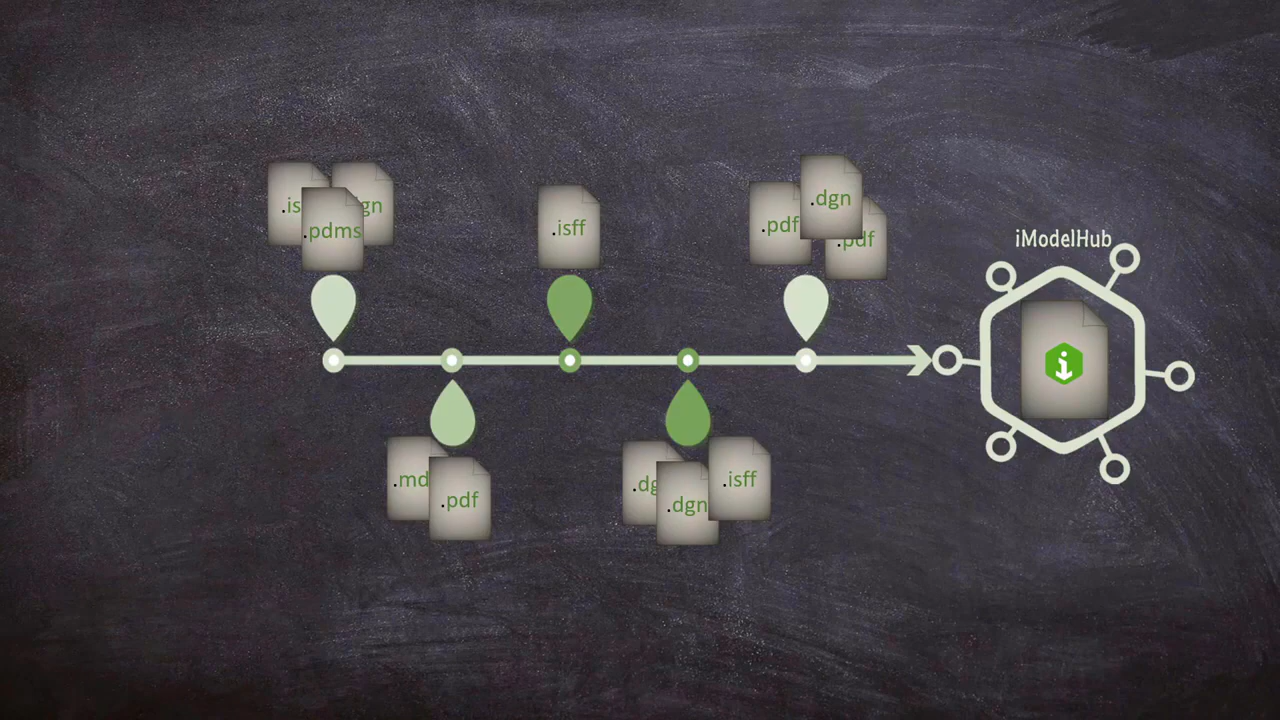 .pdms
.isff
.pdf
.dgn
.pdf
iModelHub
.pdf
.dgn
.isff